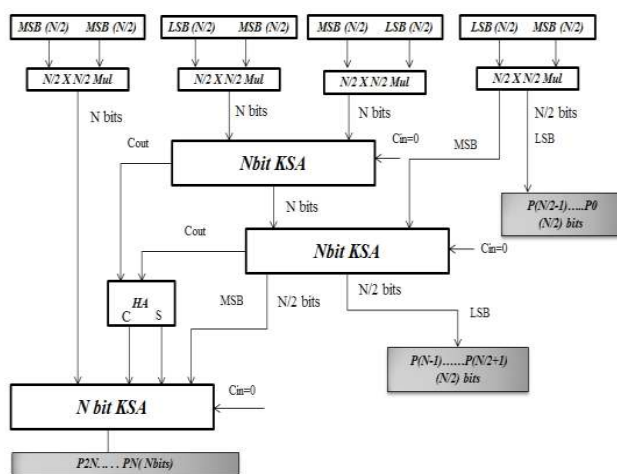 MSB (N/2) MSB (N/2)
LSB (N/2) MSB (N/2)
MSB (N/2) LSB (N/2)
LSB (N/2) MSB (N/2)
N/2 X N/2 Mul
N/2 X N/2 Mul
N/2 X N/2 Mul
N/2 X N/2 Mul
N bits
N bits
N bits
N/2 bits
MSB
LSB
Cout
Nbit KSA
Cin=0
N bits
P(N/2-1).....P0
(N/2) bits
Cout
Nbit KSA
Cin=0
MSB
N/2 bits
N/2 bits
LSB
HA
C S
P(N-1)......P(N/2+1)
(N/2) bits
N bit KSA
Cin=0
P2N..... PN( Nbits)